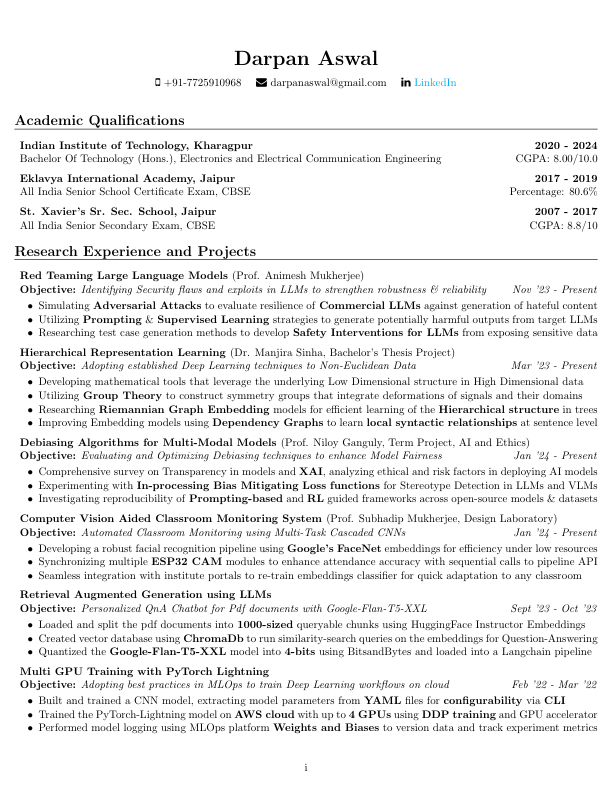 Darpan Aswal
+91-7725910968 darpanaswal@gmail.com LinkedIn
Academic Qualifications
Indian Institute of Technology, Kharagpur 2020 - 2024
Bachelor Of Technology (Hons.), Electronics and Electrical Communication Engineering CGPA: 8.00/10.0
Eklavya International Academy, Jaipur 2017 - 2019
All India Senior School Certificate Exam, CBSE Percentage: 80.6%
St. Xavier's Sr. Sec. School, Jaipur 2007 - 2017
All India Senior Secondary Exam, CBSE CGPA: 8.8/10
Research Experience and Projects
Red Teaming Large Language Models (Prof. Animesh Mukherjee)
Objective: Identifying Security flaws and exploits in LLMs to strengthen robustness & reliability Nov '23 - Present
• Simulating Adversarial Attacks to evaluate resilience of Commercial LLMs against generation of hateful content
• Utilizing Prompting & Supervised Learning strategies to generate potentially harmful outputs from target LLMs
• Researching test case generation methods to develop Safety Interventions for LLMs from exposing sensitive data
Hierarchical Representation Learning (Dr. Manjira Sinha, Bachelor's Thesis Project)
Objective: Adopting established Deep Learning techniques to Non-Euclidean Data Mar '23 - Present
• Developing mathematical tools that leverage the underlying Low Dimensional structure in High Dimensional data
• Utilizing Group Theory to construct symmetry groups that integrate deformations of signals and their domains
• Researching Riemannian Graph Embedding models for efficient learning of the Hierarchical structure in trees
• Improving Embedding models using Dependency Graphs to learn local syntactic relationships at sentence level
Debiasing Algorithms for Multi-Modal Models (Prof. Niloy Ganguly, Term Project, AI and Ethics)
Objective: Evaluating and Optimizing Debiasing techniques to enhance Model Fairness Jan '24 - Present
• Comprehensive survey on Transparency in models and XAI, analyzing ethical and risk factors in deploying AI models
• Experimenting with In-processing Bias Mitigating Loss functions for Stereotype Detection in LLMs and VLMs
• Investigating reproducibility of Prompting-based and RL guided frameworks across open-source models & datasets
Computer Vision Aided Classroom Monitoring System (Prof. Subhadip Mukherjee, Design Laboratory)
Objective: Automated Classroom Monitoring using Multi-Task Cascaded CNNs Jan '24 - Present
• Developing a robust facial recognition pipeline using Google's FaceNet embeddings for efficiency under low resources
• Synchronizing multiple ESP32 CAM modules to enhance attendance accuracy with sequential calls to pipeline API
• Seamless integration with institute portals to re-train embeddings classifier for quick adaptation to any classroom
Retrieval Augmented Generation using LLMs
Objective: Personalized QnA Chatbot for Pdf documents with Google-Flan-T5-XXL Sept '23 - Oct '23
• Loaded and split the pdf documents into 1000-sized queryable chunks using HuggingFace Instructor Embeddings
• Created vector database using ChromaDb to run similarity-search queries on the embeddings for Question-Answering
• Quantized the Google-Flan-T5-XXL model into 4-bits using BitsandBytes and loaded into a Langchain pipeline
Multi GPU Training with PyTorch Lightning
Objective: Adopting best practices in MLOps to train Deep Learning workflows on cloud Feb '22 - Mar '22
• Built and trained a CNN model, extracting model parameters from YAML files for configurability via CLI
• Trained the PyTorch-Lightning model on AWS cloud with up to 4 GPUs using DDP training and GPU accelerator
• Performed model logging using MLOps platform Weights and Biases to version data and track experiment metrics
i